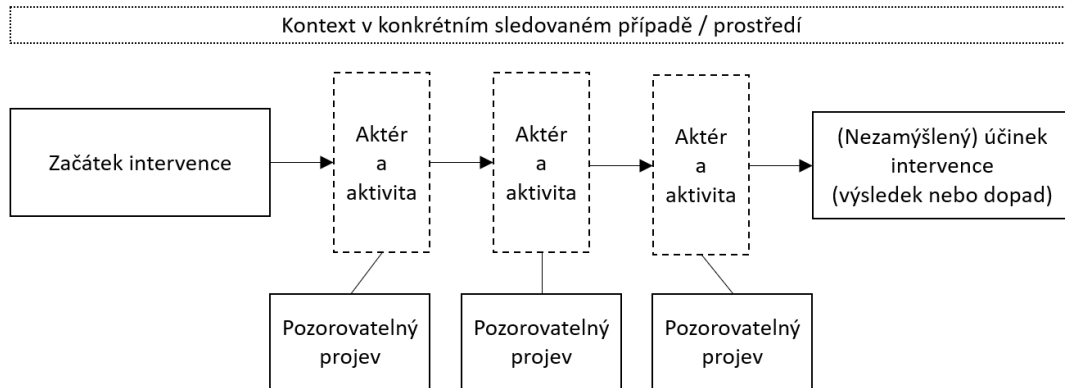 Kontext v konkrétním sledovaném případě / prostředí
Začátek intervence
Aktér
a
aktivita
Aktér
a
aktivita
Aktér
a
aktivita
(Nezamýšlený) účinek
intervence
(výsledek nebo dopad)
Pozorovatelný
projev
Pozorovatelný
projev
Pozorovatelný
projev